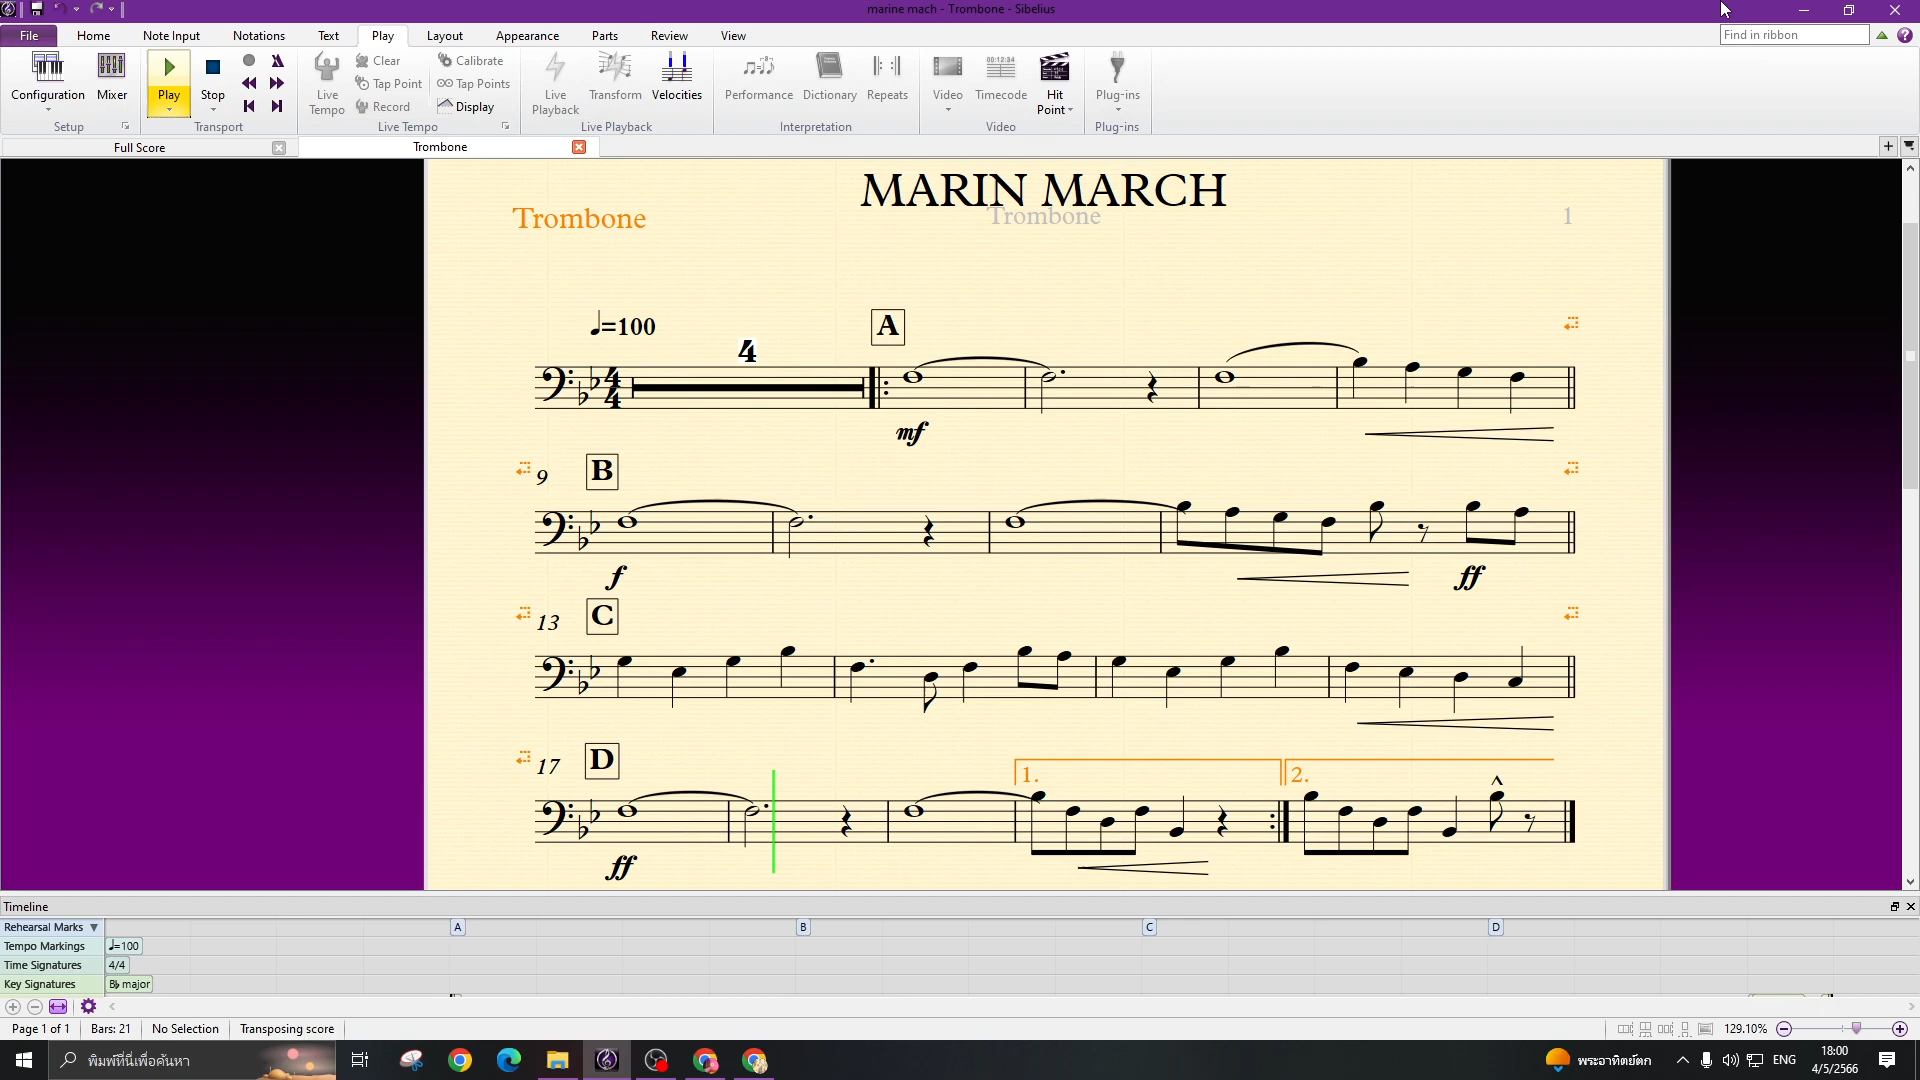 marine mach - Trombone - Sibelius
File Home Note Input Notations Text Play Layout Appearance Parts Review View
Find in ribbon
Configuration Mixer Play Stop
Live Tempo
Clear
Tap Point
Record
Calibrate
Tap Points
Display
Live Playback
Transform Velocities Performance Dictionary Repeats Video Timecode
Hit Point
Plug-ins
Setup Transport Live Tempo Live Playback Interpretation Video Plug-ins
Full Score Trombone
MARIN MARCH
Trombone Trombone 1
=100 A
4
4
4
mf
9 B
f ff
13 C
17 D
1. 2.
ff
Timeline
Rehearsal Marks A B C D
Tempo Markings =100
Time Signatures 4/4
Key Signatures B♭ major
Page 1 of 1 Bars: 21 No Selection Transposing score 129.10%
พิมพ์ที่นี่เพื่อค้นหา
พระอาทิตย์ตก ENG
18:00
4/5/2566